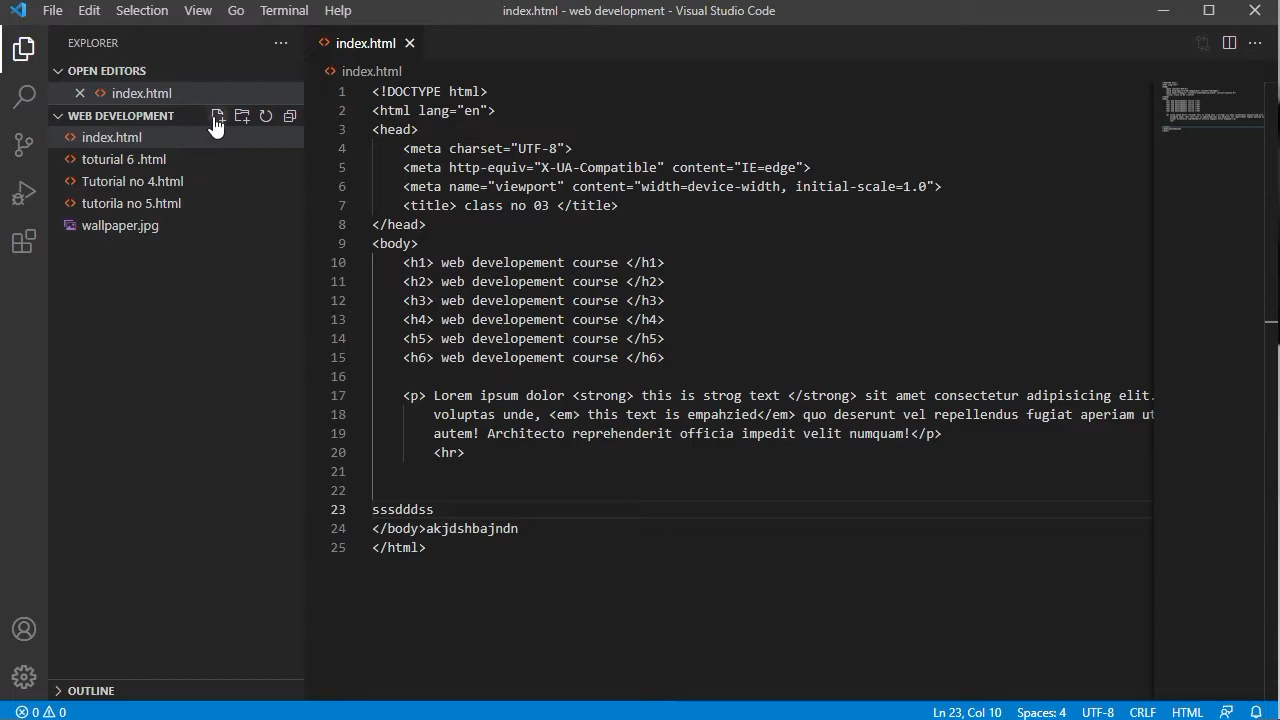 File Edit Selection View Go Terminal Help index.html - web development - Visual Studio Code
EXPLORER
OPEN EDITORS
index.html
WEB DEVELOPMENT
index.html
toturial 6 .html
Tutorial no 4.html
tutorila no 5.html
wallpaper.jpg
OUTLINE
index.html
index.html
1 <!DOCTYPE html>
2 <html lang="en">
3 <head>
4 <meta charset="UTF-8">
5 <meta http-equiv="X-UA-Compatible" content="IE=edge">
6 <meta name="viewport" content="width=device-width, initial-scale=1.0">
7 <title> class no 03 </title>
8 </head>
9 <body>
10 <h1> web developement course </h1>
11 <h2> web developement course </h2>
12 <h3> web developement course </h3>
13 <h4> web developement course </h4>
14 <h5> web developement course </h5>
15 <h6> web developement course </h6>
16
17 <p> Lorem ipsum dolor <strong> this is strog text </strong> sit amet consectetur adipisicing elit.
18 voluptas unde, <em> this text is empahzied</em> quo deserunt vel repellendus fugiat aperiam ut
19 autem! Architecto reprehenderit officia impedit velit numquam!</p>
20 <hr>
21
22
23 sssdddss
24 </body>akjdshbajndn
25 </html>
0 0 Ln 23, Col 10 Spaces: 4 UTF-8 CRLF HTML